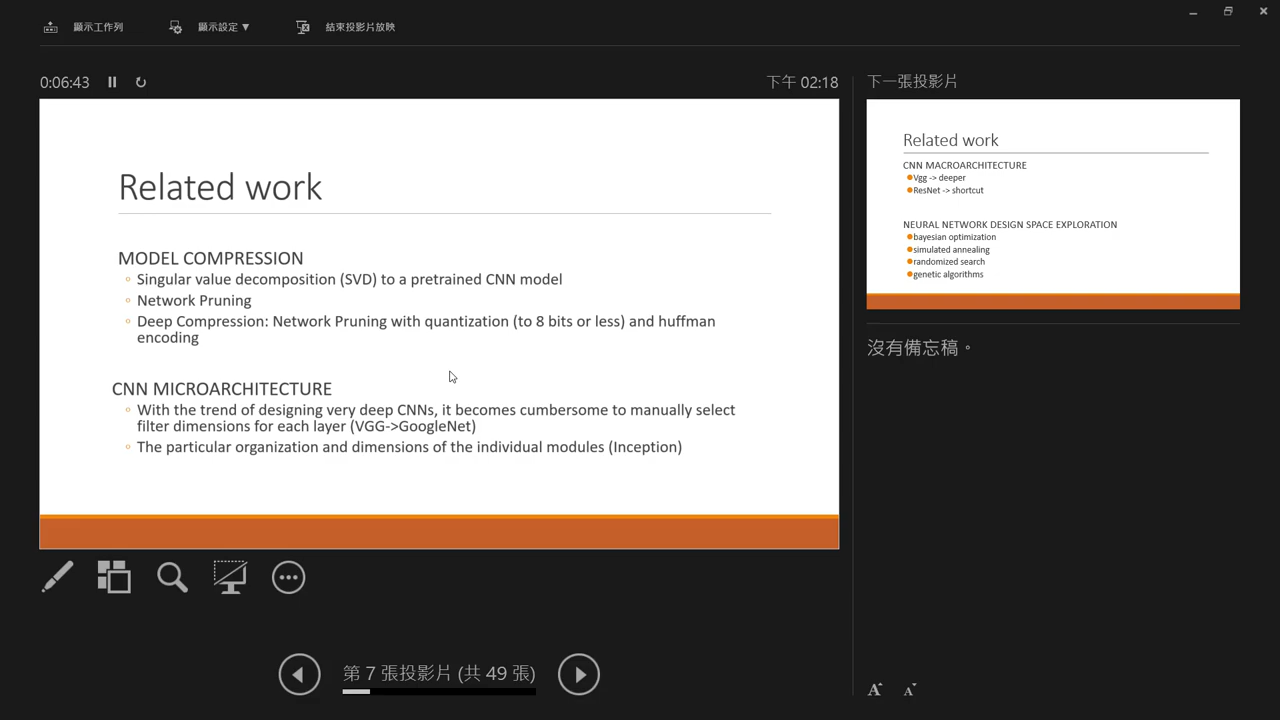 顯示工作列
顯示設定 ▼
結束投影片放映
0:06:43
下午 02:18
Related work
MODEL COMPRESSION
◦ Singular value decomposition (SVD) to a pretrained CNN model
◦ Network Pruning
◦ Deep Compression: Network Pruning with quantization (to 8 bits or less) and huffman
encoding
CNN MICROARCHITECTURE
◦ With the trend of designing very deep CNNs, it becomes cumbersome to manually select
filter dimensions for each layer (VGG->GoogleNet)
◦ The particular organization and dimensions of the individual modules (Inception)
第 7 張投影片 (共 49 張)
下一張投影片
Related work
CNN MACROARCHITECTURE
●Vgg -> deeper
●ResNet -> shortcut
NEURAL NETWORK DESIGN SPACE EXPLORATION
●bayesian optimization
●simulated annealing
●randomized search
●genetic algorithms
沒有備忘稿。
A A